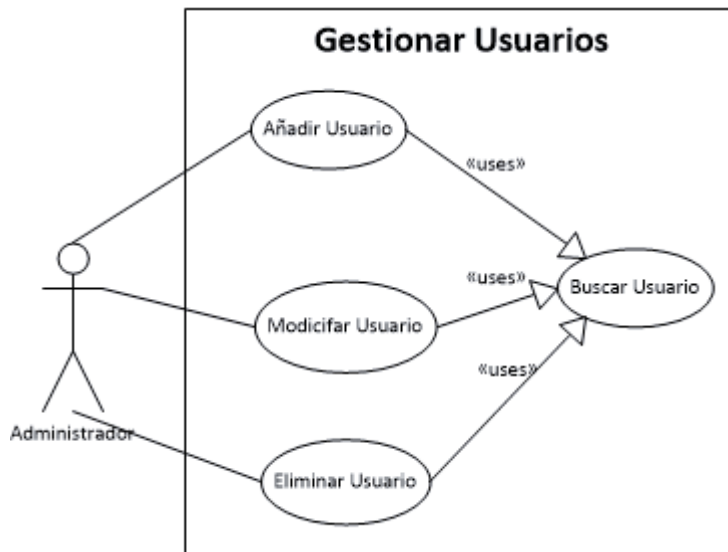 Gestionar Usuarios
Añadir Usuario
«uses»
«uses»
Buscar Usuario
Modicifar Usuario
«uses»
Administrador
Eliminar Usuario